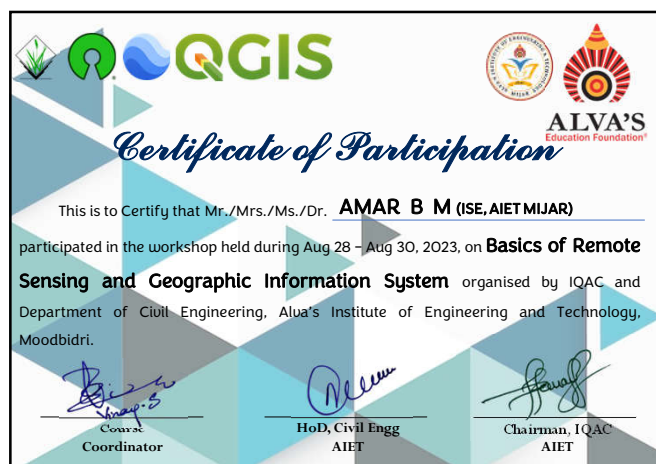 QGIS
ALVA'S
Education Foundation®
Certificate of Participation
This is to Certify that Mr./Mrs./Ms./Dr. AMAR B M (ISE, AIET MIJAR)
participated in the workshop held during Aug 28 – Aug 30, 2023, on Basics of Remote
Sensing and Geographic Information System organised by IQAC and
Department of Civil Engineering, Alva's Institute of Engineering and Technology,
Moodbidri.
Vinay.S
Course
Coordinator
HoD, Civil Engg
AIET
Chairman, IQAC
AIET